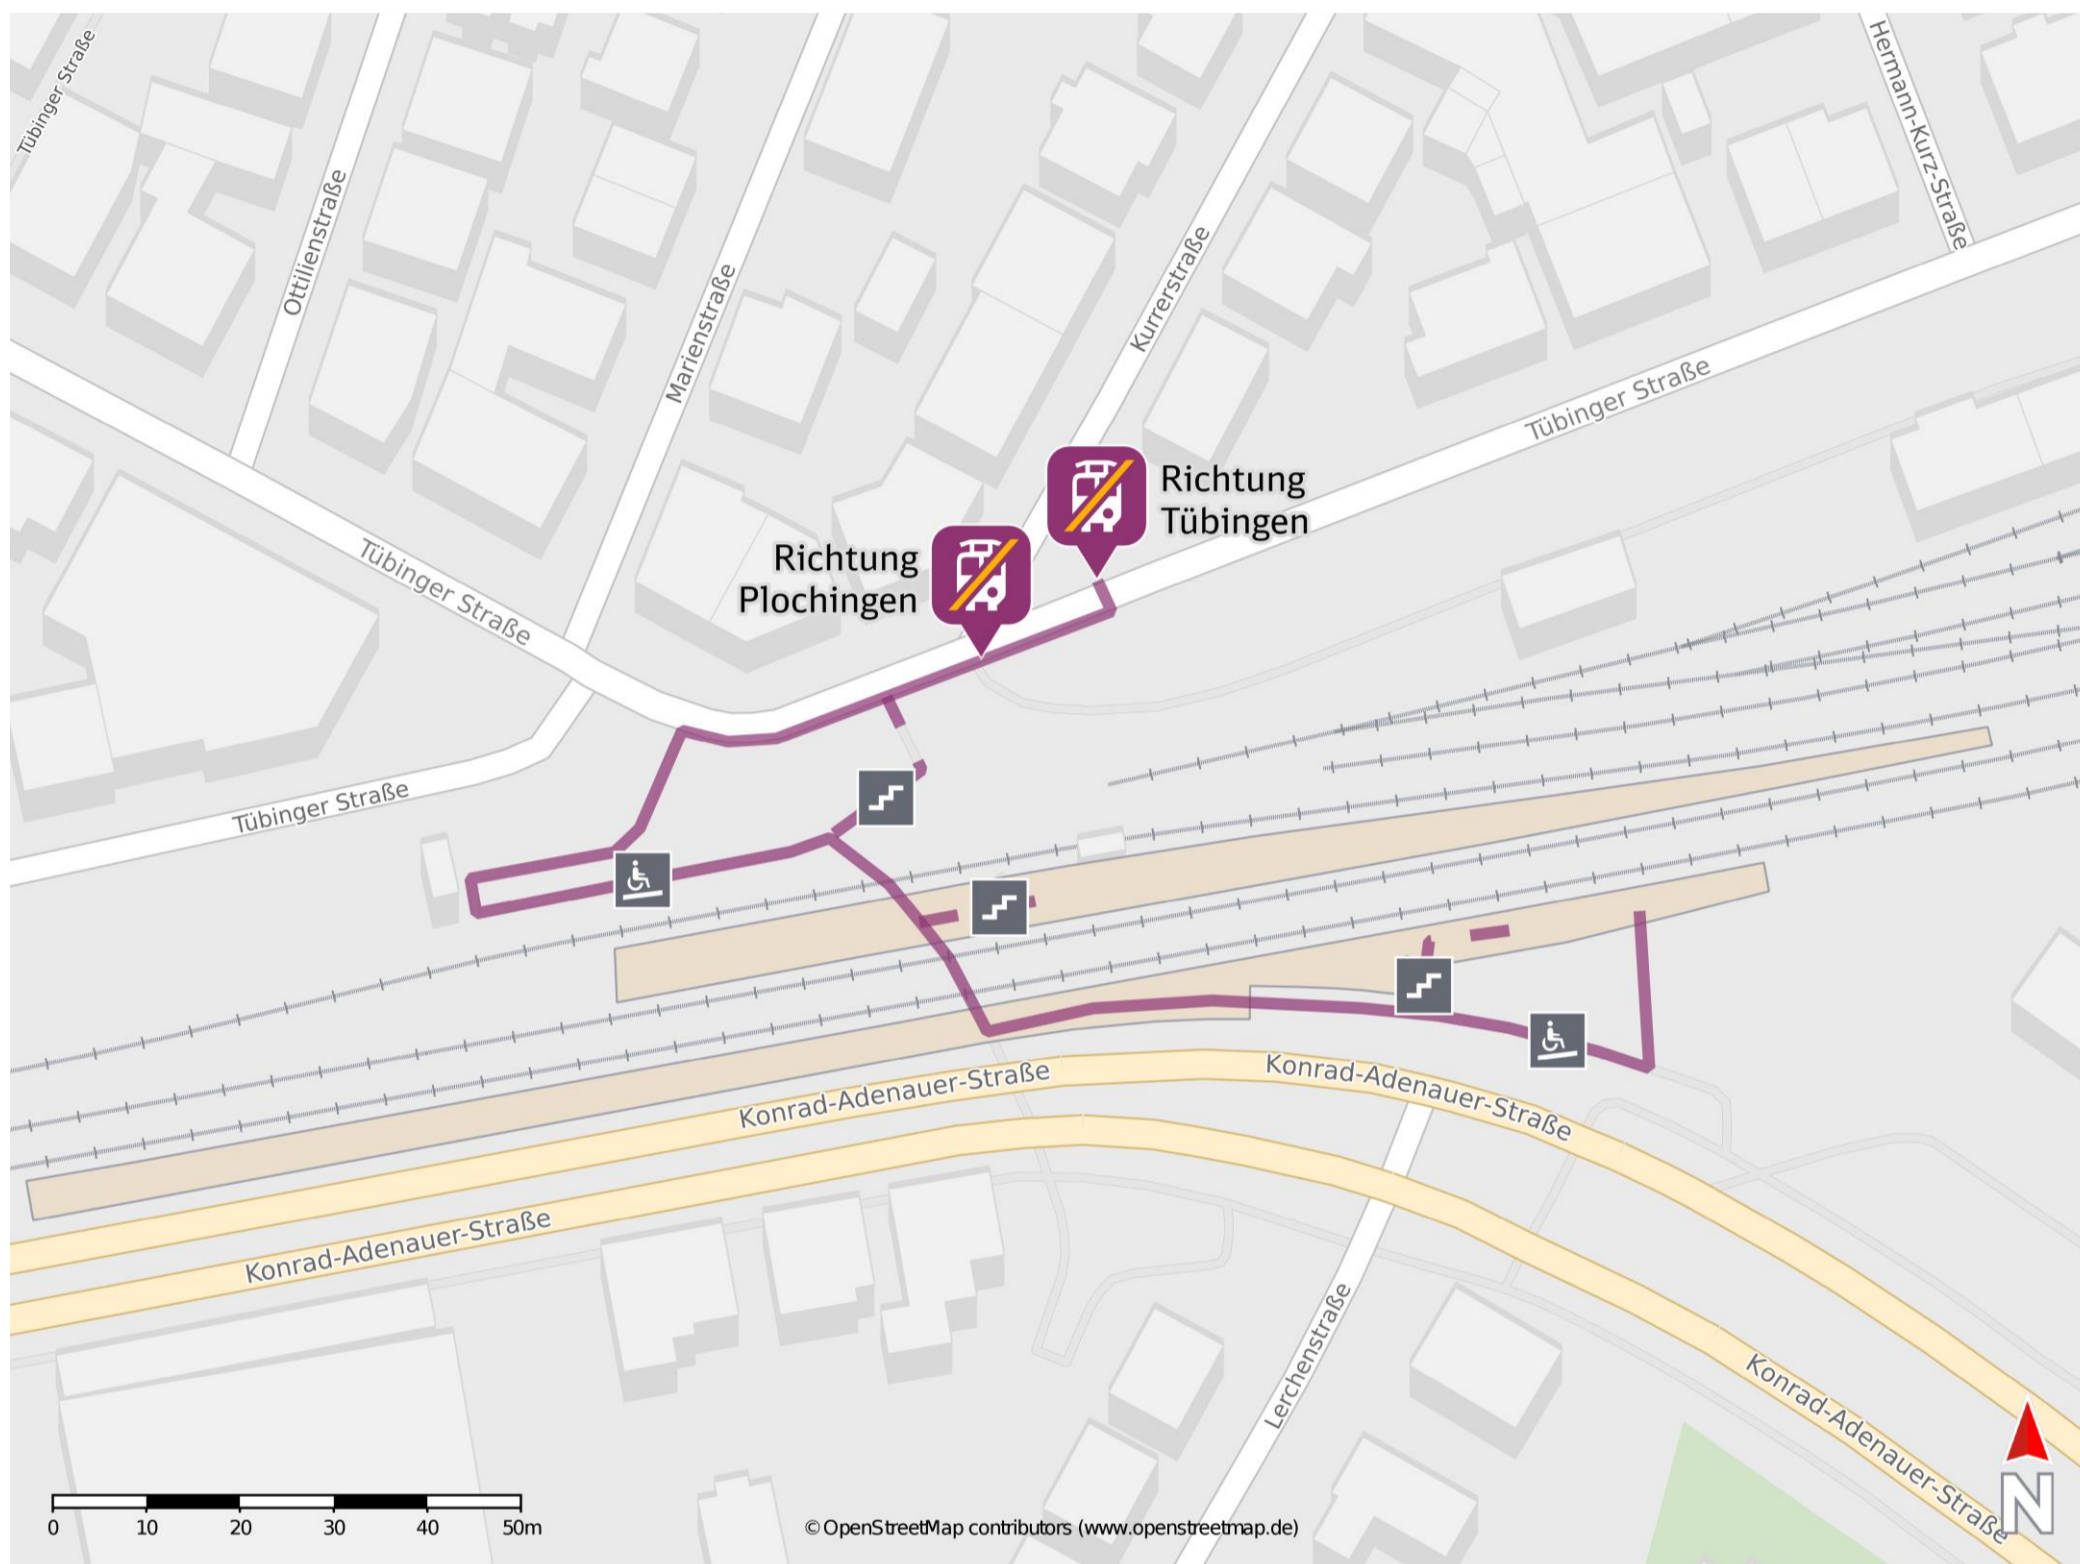 Tübinger Straße
Hermann-Kurz-Straße
Ottilienstraße
Marienstraße
Kurrerstraße
Tübinger Straße
Richtung
Tübingen
Richtung
Plochingen
Tübinger Straße
Tübinger Straße
Konrad-Adenauer-Straße
Konrad-Adenauer-Straße
Konrad-Adenauer-Straße
Lerchenstraße
Konrad-Adenauer-Straße
N
0 10 20 30 40 50m
© OpenStreetMap contributors (www.openstreetmap.de)